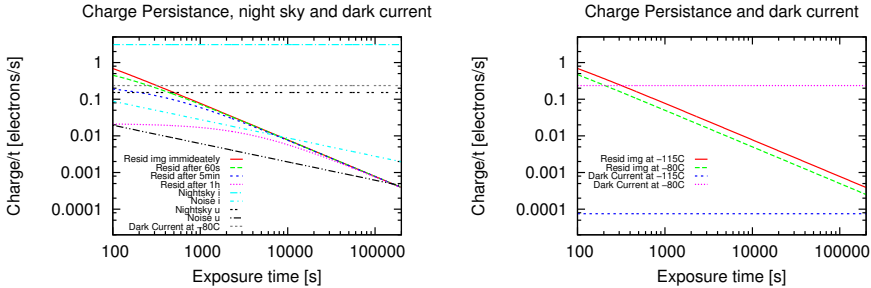 Charge Persistance, night sky and dark current
Charge/t [electrons/s]
1
0.1
0.01
0.001
0.0001
Resid img immideately
Resid after 60s
Resid after 5min
Resid after 1h
Nightsky i
Noise i
Nightsky u
Noise u
Dark Current at −80C
100
1000
10000
100000
Exposure time [s]
Charge Persistance and dark current
Charge/t [electrons/s]
1
0.1
0.01
0.001
0.0001
Resid img at −115C
Resid img at −80C
Dark Current at −115C
Dark Current at −80C
100
1000
10000
100000
Exposure time [s]